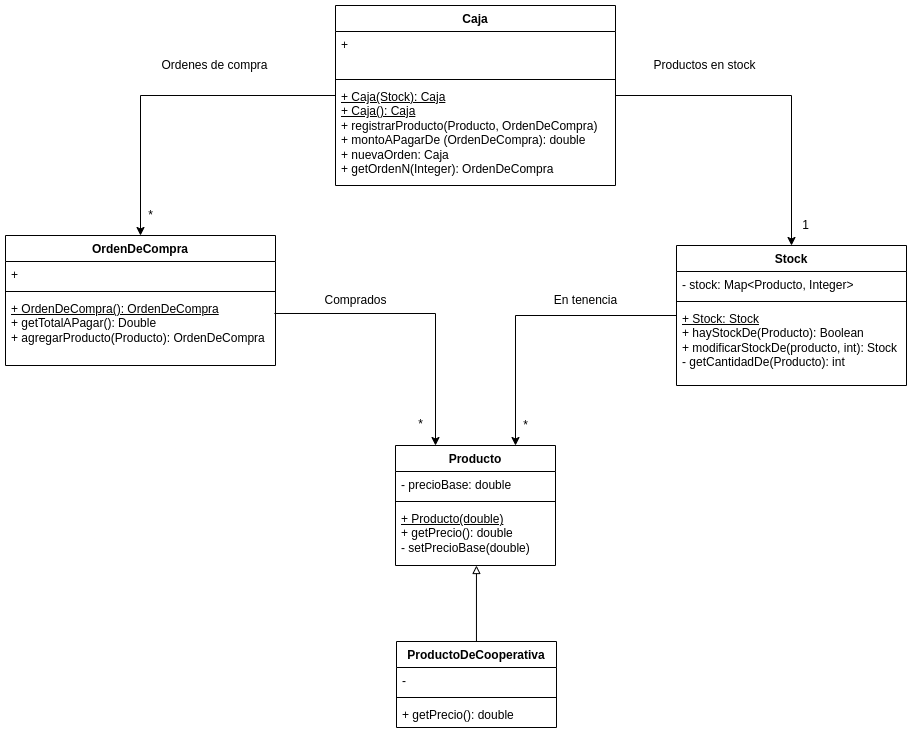 Caja
+
+ Caja(Stock): Caja
+ Caja(): Caja
+ registrarProducto(Producto, OrdenDeCompra)
+ montoAPagarDe (OrdenDeCompra): double
+ nuevaOrden: Caja
+ getOrdenN(Integer): OrdenDeCompra
Ordenes de compra
Productos en stock
*
1
OrdenDeCompra
+
+ OrdenDeCompra(): OrdenDeCompra
+ getTotalAPagar(): Double
+ agregarProducto(Producto): OrdenDeCompra
Stock
- stock: Map<Producto, Integer>
+ Stock: Stock
+ hayStockDe(Producto): Boolean
+ modificarStockDe(producto, int): Stock
- getCantidadDe(Producto): int
Comprados
En tenencia
*
*
Producto
- precioBase: double
+ Producto(double)
+ getPrecio(): double
- setPrecioBase(double)
ProductoDeCooperativa
-
+ getPrecio(): double